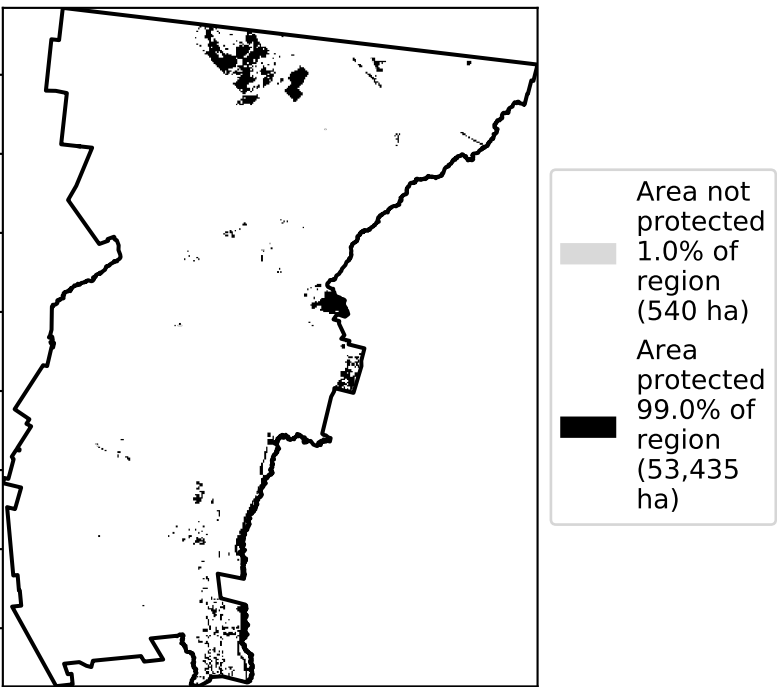 Area not
protected
1.0% of
region
(540 ha)
Area
protected
99.0% of
region
(53,435
ha)